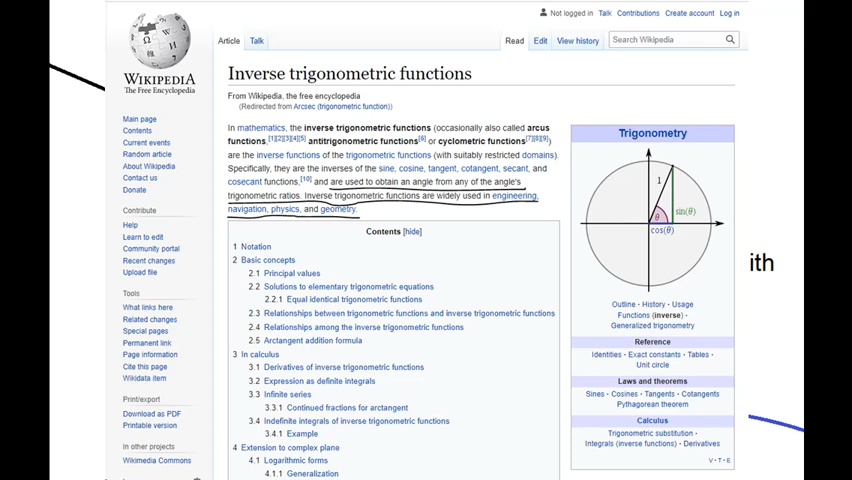 Not logged in Talk Contributions Create account Log in
Article Talk Read Edit View history Search Wikipedia
WIKIPEDIA
The Free Encyclopedia
Main page
Contents
Current events
Random article
About Wikipedia
Contact us
Donate
Contribute
Help
Learn to edit
Community portal
Recent changes
Upload file
Tools
What links here
Related changes
Special pages
Permanent link
Page information
Cite this page
Wikidata item
Print/export
Download as PDF
Printable version
In other projects
Wikimedia Commons
Inverse trigonometric functions
From Wikipedia, the free encyclopedia
(Redirected from Arcsec (trigonometric function))
In mathematics, the inverse trigonometric functions (occasionally also called arcus
functions,[1][2][3][4][5] antitrigonometric functions[6] or cyclometric functions[7][8][9])
are the inverse functions of the trigonometric functions (with suitably restricted domains).
Specifically, they are the inverses of the sine, cosine, tangent, cotangent, secant, and
cosecant functions,[10] and are used to obtain an angle from any of the angle's
trigonometric ratios. Inverse trigonometric functions are widely used in engineering,
navigation, physics, and geometry.
Contents [hide]
1 Notation
2 Basic concepts
2.1 Principal values
2.2 Solutions to elementary trigonometric equations
2.2.1 Equal identical trigonometric functions
2.3 Relationships between trigonometric functions and inverse trigonometric functions
2.4 Relationships among the inverse trigonometric functions
2.5 Arctangent addition formula
3 In calculus
3.1 Derivatives of inverse trigonometric functions
3.2 Expression as definite integrals
3.3 Infinite series
3.3.1 Continued fractions for arctangent
3.4 Indefinite integrals of inverse trigonometric functions
3.4.1 Example
4 Extension to complex plane
4.1 Logarithmic forms
4.1.1 Generalization
Trigonometry
1
θ
sin(θ)
cos(θ)
Outline · History · Usage
Functions (inverse) ·
Generalized trigonometry
Reference
Identities · Exact constants · Tables ·
Unit circle
Laws and theorems
Sines · Cosines · Tangents · Cotangents
Pythagorean theorem
Calculus
Trigonometric substitution ·
Integrals (inverse functions) · Derivatives
V · T · E
ith